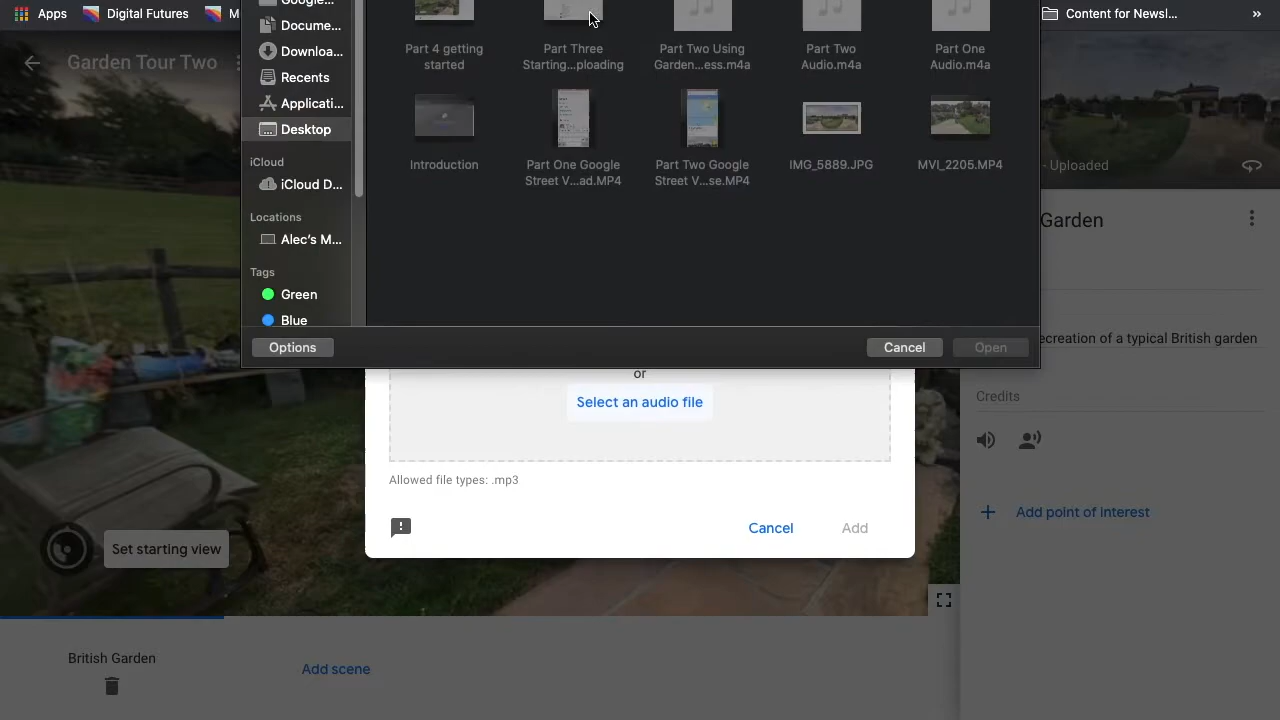 Apps
Digital Futures
M
Content for Newsl...
»
Google...
Docume...
Downloa...
Recents
Applicati...
Desktop
iCloud
iCloud D...
Locations
Alec's M...
Tags
Green
Blue
Part 4 getting
started
Part Three
Starting...ploading
Part Two Using
Garden...ess.m4a
Part Two
Audio.m4a
Part One
Audio.m4a
Introduction
Part One Google
Street V...ad.MP4
Part Two Google
Street V...se.MP4
IMG_5889.JPG
MVI_2205.MP4
Options
Cancel
Open
Garden Tour Two
- Uploaded
Garden
ecreation of a typical British garden
Credits
Add point of interest
or
Select an audio file
Allowed file types: .mp3
Cancel
Add
Set starting view
British Garden
Add scene